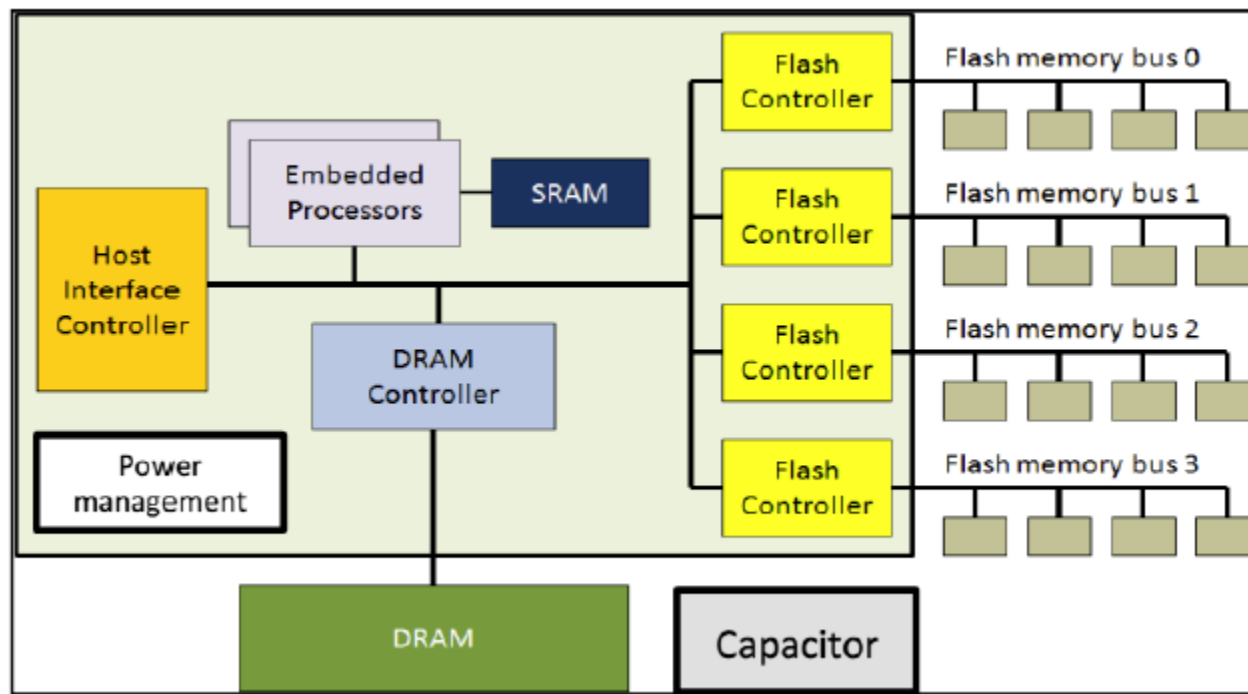 Flash
Controller
Flash memory bus 0
Embedded
Processors
SRAM
Flash
Controller
Flash memory bus 1
Host
Interface
Controller
DRAM
Controller
Flash
Controller
Flash memory bus 2
Power
management
Flash
Controller
Flash memory bus 3
DRAM
Capacitor